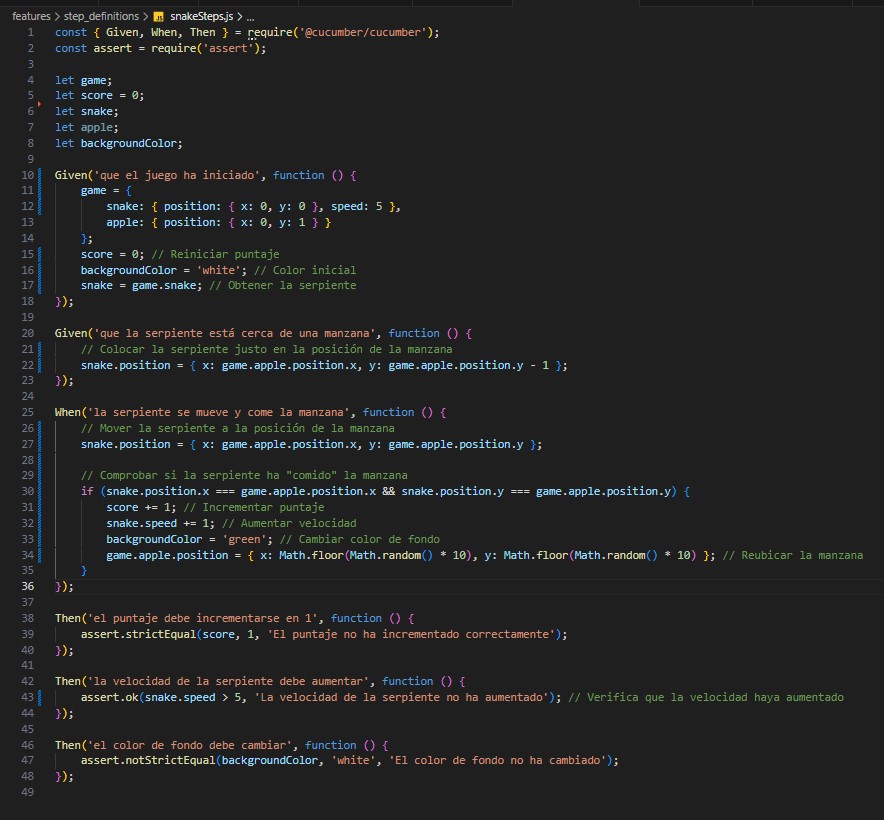 features > step_definitions > JS snakeSteps.js > ...
1 const { Given, When, Then } = require('@cucumber/cucumber');
2 const assert = require('assert');
3
4 let game;
5 let score = 0;
6 let snake;
7 let apple;
8 let backgroundColor;
9
10 Given('que el juego ha iniciado', function () {
11     game = {
12         snake: { position: { x: 0, y: 0 }, speed: 5 },
13         apple: { position: { x: 0, y: 1 } }
14     };
15     score = 0; // Reiniciar puntaje
16     backgroundColor = 'white'; // Color inicial
17     snake = game.snake; // Obtener la serpiente
18 });
19
20 Given('que la serpiente está cerca de una manzana', function () {
21     // Colocar la serpiente justo en la posición de la manzana
22     snake.position = { x: game.apple.position.x, y: game.apple.position.y - 1 };
23 });
24
25 When('la serpiente se mueve y come la manzana', function () {
26     // Mover la serpiente a la posición de la manzana
27     snake.position = { x: game.apple.position.x, y: game.apple.position.y };
28
29     // Comprobar si la serpiente ha "comido" la manzana
30     if (snake.position.x === game.apple.position.x && snake.position.y === game.apple.position.y) {
31         score += 1; // Incrementar puntaje
32         snake.speed += 1; // Aumentar velocidad
33         backgroundColor = 'green'; // Cambiar color de fondo
34         game.apple.position = { x: Math.floor(Math.random() * 10), y: Math.floor(Math.random() * 10) }; // Reubicar la manzana
35     }
36 });
37
38 Then('el puntaje debe incrementarse en 1', function () {
39     assert.strictEqual(score, 1, 'El puntaje no ha incrementado correctamente');
40 });
41
42 Then('la velocidad de la serpiente debe aumentar', function () {
43     assert.ok(snake.speed > 5, 'La velocidad de la serpiente no ha aumentado'); // Verifica que la velocidad haya aumentado
44 });
45
46 Then('el color de fondo debe cambiar', function () {
47     assert.notStrictEqual(backgroundColor, 'white', 'El color de fondo no ha cambiado');
48 });
49